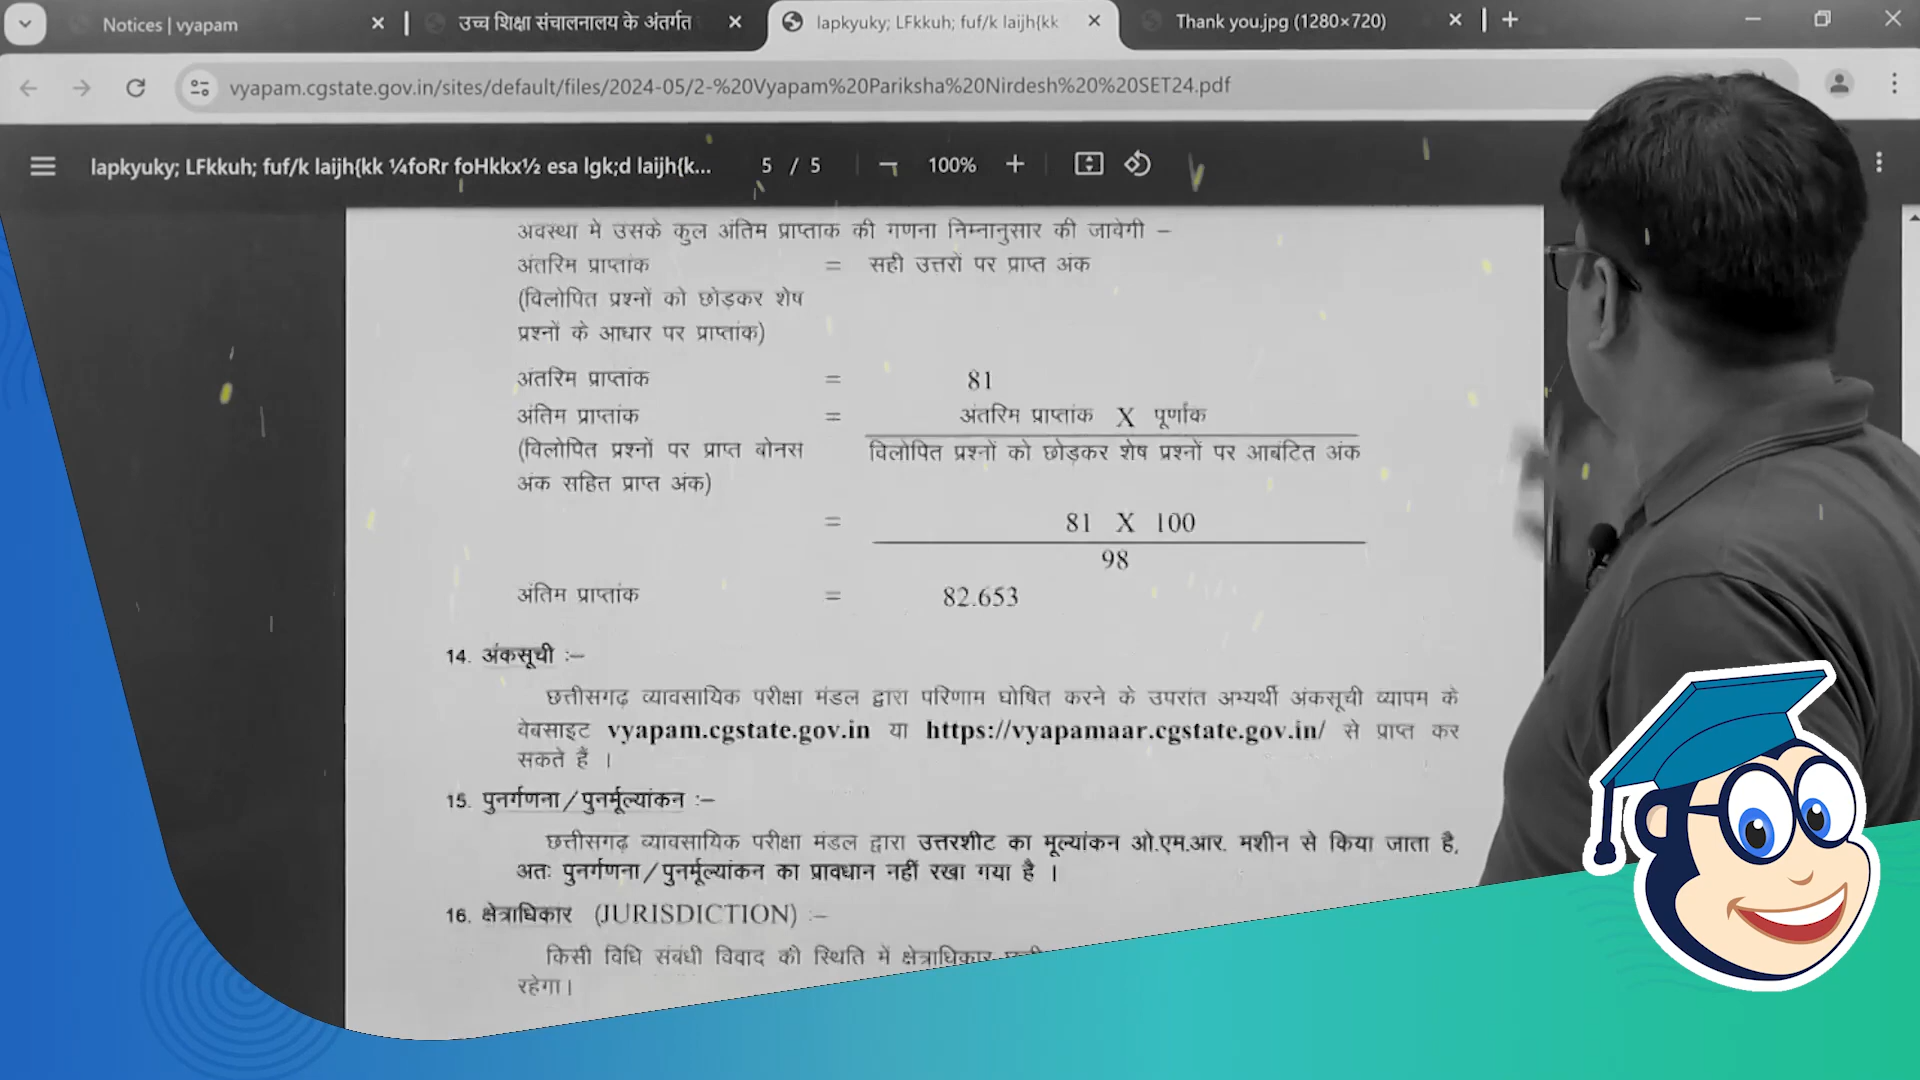 Notices | vyapam
उच्च शिक्षा संचालनालय के अंतर्गत
lapkyuky; LFkkuh; fuf/k laijh{kk
Thank you.jpg (1280×720)
vyapam.cgstate.gov.in/sites/default/files/2024-05/2-%20Vyapam%20Pariksha%20Nirdesh%20%20SET24.pdf
lapkyuky; LFkkuh; fuf/k laijh{kk ¼foRr foHkkx½ esa lgk;d laijh{k...
5 / 5
100%
अवस्था मे उसके कुल अंतिम प्राप्तांक की गणना निम्नानुसार की जावेगी –
अंतरिम प्राप्तांक = सही उत्तरों पर प्राप्त अंक
(विलोपित प्रश्नों को छोड़कर शेष
प्रश्नों के आधार पर प्राप्तांक)
अंतरिम प्राप्तांक = 81
अंतिम प्राप्तांक = अंतरिम प्राप्तांक X पूर्णांक
(विलोपित प्रश्नों पर प्राप्त बोनस विलोपित प्रश्नों को छोड़कर शेष प्रश्नों पर आबंटित अंक
अंक सहित प्राप्त अंक)
= 81 X 100
98
अंतिम प्राप्तांक = 82.653
14. अंकसूची :–
छत्तीसगढ़ व्यावसायिक परीक्षा मंडल द्वारा परिणाम घोषित करने के उपरांत अभ्यर्थी अंकसूची व्यापम के
वेबसाइट vyapam.cgstate.gov.in या https://vyapamaar.cgstate.gov.in/ से प्राप्त कर
सकते हैं ।
15. पुनर्गणना/पुनर्मूल्यांकन :–
छत्तीसगढ़ व्यावसायिक परीक्षा मंडल द्वारा उत्तरशीट का मूल्यांकन ओ.एम.आर. मशीन से किया जाता है,
अतः पुनर्गणना/पुनर्मूल्यांकन का प्रावधान नहीं रखा गया है ।
16. क्षेत्राधिकार (JURISDICTION) :–
किसी विधि संबंधी विवाद की स्थिति में क्षेत्राधिकार
रहेगा।